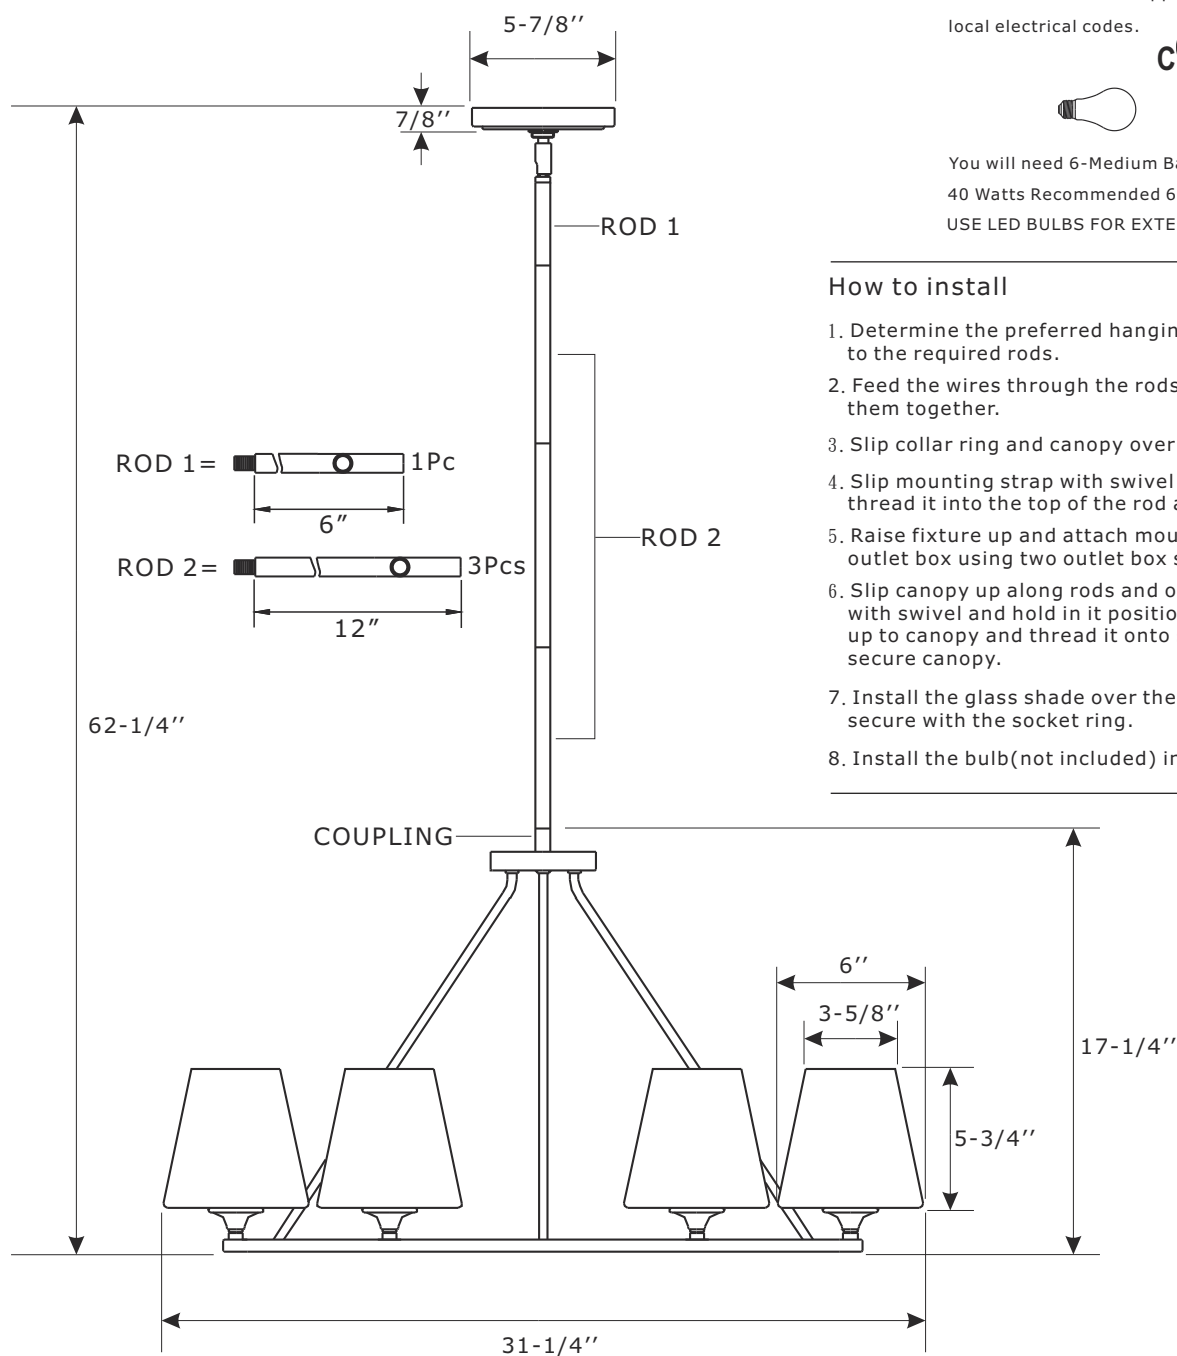 5-7/8''
7/8''
ROD 1
ROD 1=
1Pc
6"
ROD 2=
3Pcs
12"
ROD 2
62-1/4''
COUPLING
6''
3-5/8''
17-1/4''
5-3/4''
31-1/4''
local electrical codes.
You will need 6-Medium
40 Watts Recommended 6
USE LED BULBS FOR
How to install
1. Determine the preferred
to the required rods.
2. Feed the wires through the rods
them together.
3. Slip collar ring and canopy over
4. Slip mounting strap with swivel
thread it into the top of the rod
5. Raise fixture up and attach
outlet box using two outlet box
6. Slip canopy up along rods and
with swivel and hold in it
up to canopy and thread it onto
secure canopy.
7. Install the glass shade over the
secure with the socket ring.
8. Install the bulb(not included)